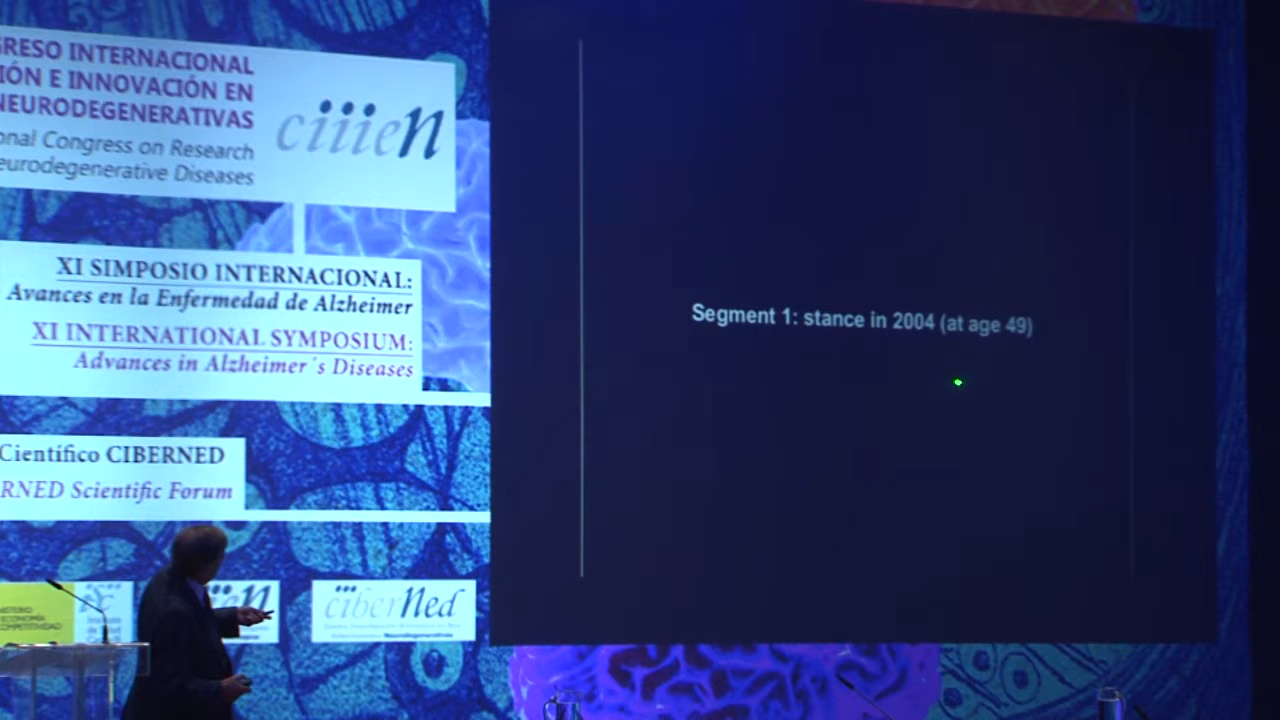 RESO INTERNACIONAL
IÓN E INNOVACIÓN EN
NEURODEGENERATIVAS
onal Congress on Research
eurodegenerative Diseases
ciiien
XI SIMPOSIO INTERNACIONAL:
Avances en la Enfermedad de Alzheimer
XI INTERNATIONAL SYMPOSIUM:
Advances in Alzheimer´s Diseases
Científico CIBERNED
RNED Scientific Forum
Segment 1: stance in 2004 (at age 49)
ciberned
Neurodegenerativas